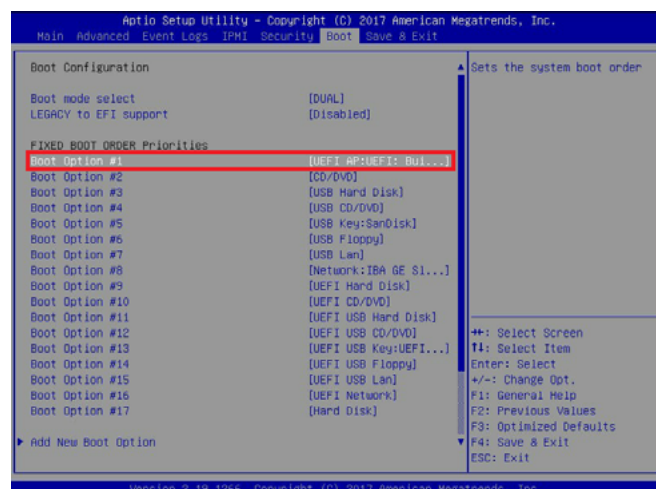 Aptio Setup Utility – Copyright (C) 2017 American Megatrends, Inc.
Main Advanced Event Logs IPMI Security Boot Save & Exit
Boot Configuration
Boot mode select [DUAL]
LEGACY to EFI support [Disabled]
FIXED BOOT ORDER Priorities
Boot Option #1 [UEFI AP:UEFI: Bui...]
Boot Option #2 [CD/DVD]
Boot Option #3 [USB Hard Disk]
Boot Option #4 [USB CD/DVD]
Boot Option #5 [USB Key:SanDisk]
Boot Option #6 [USB Floppy]
Boot Option #7 [USB Lan]
Boot Option #8 [Network:IBA GE Sl...]
Boot Option #9 [UEFI Hard Disk]
Boot Option #10 [UEFI CD/DVD]
Boot Option #11 [UEFI USB Hard Disk]
Boot Option #12 [UEFI USB CD/DVD]
Boot Option #13 [UEFI USB Key:UEFI...]
Boot Option #14 [UEFI USB Floppy]
Boot Option #15 [UEFI USB Lan]
Boot Option #16 [UEFI Network]
Boot Option #17 [Hard Disk]
Add New Boot Option
Sets the system boot order
→←: Select Screen
↑↓: Select Item
Enter: Select
+/-: Change Opt.
F1: General Help
F2: Previous Values
F3: Optimized Defaults
F4: Save & Exit
ESC: Exit
Copyright (C) 2017 American Megatrends, Inc.